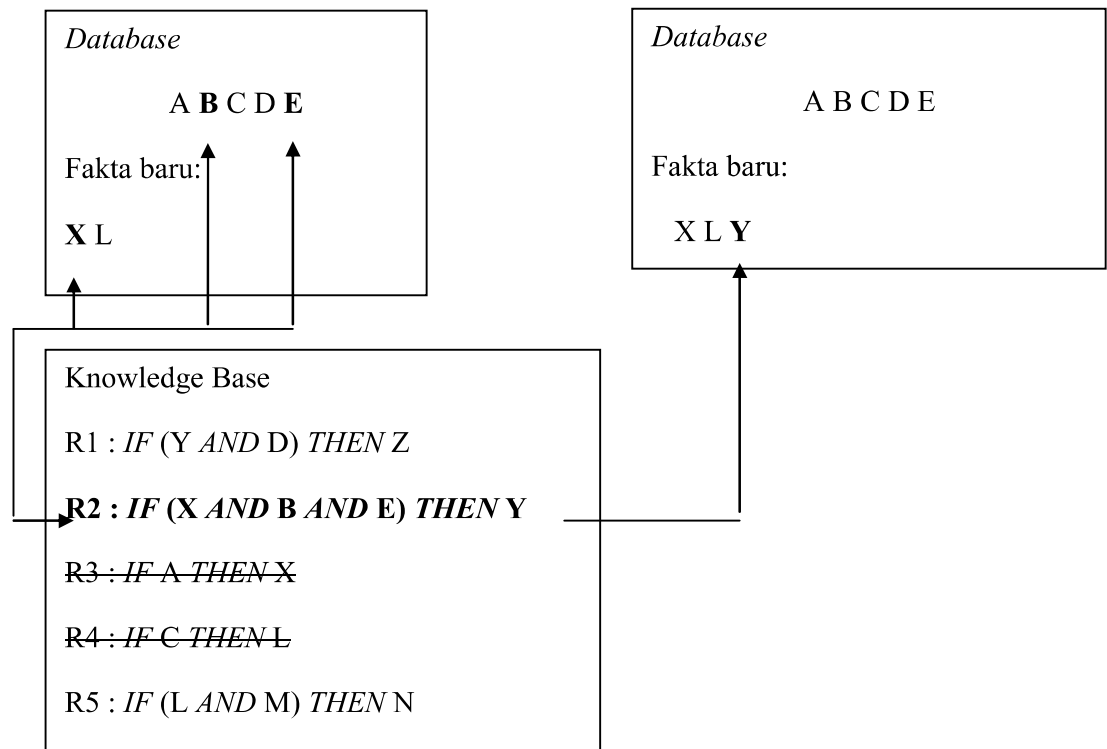 Database
A B C D E
Fakta baru:
X L
Database
A B C D E
Fakta baru:
X L Y
Knowledge Base
R1 : IF (Y AND D) THEN Z
R2 : IF (X AND B AND E) THEN Y
R3 : IF A THEN X
R4 : IF C THEN L
R5 : IF (L AND M) THEN N